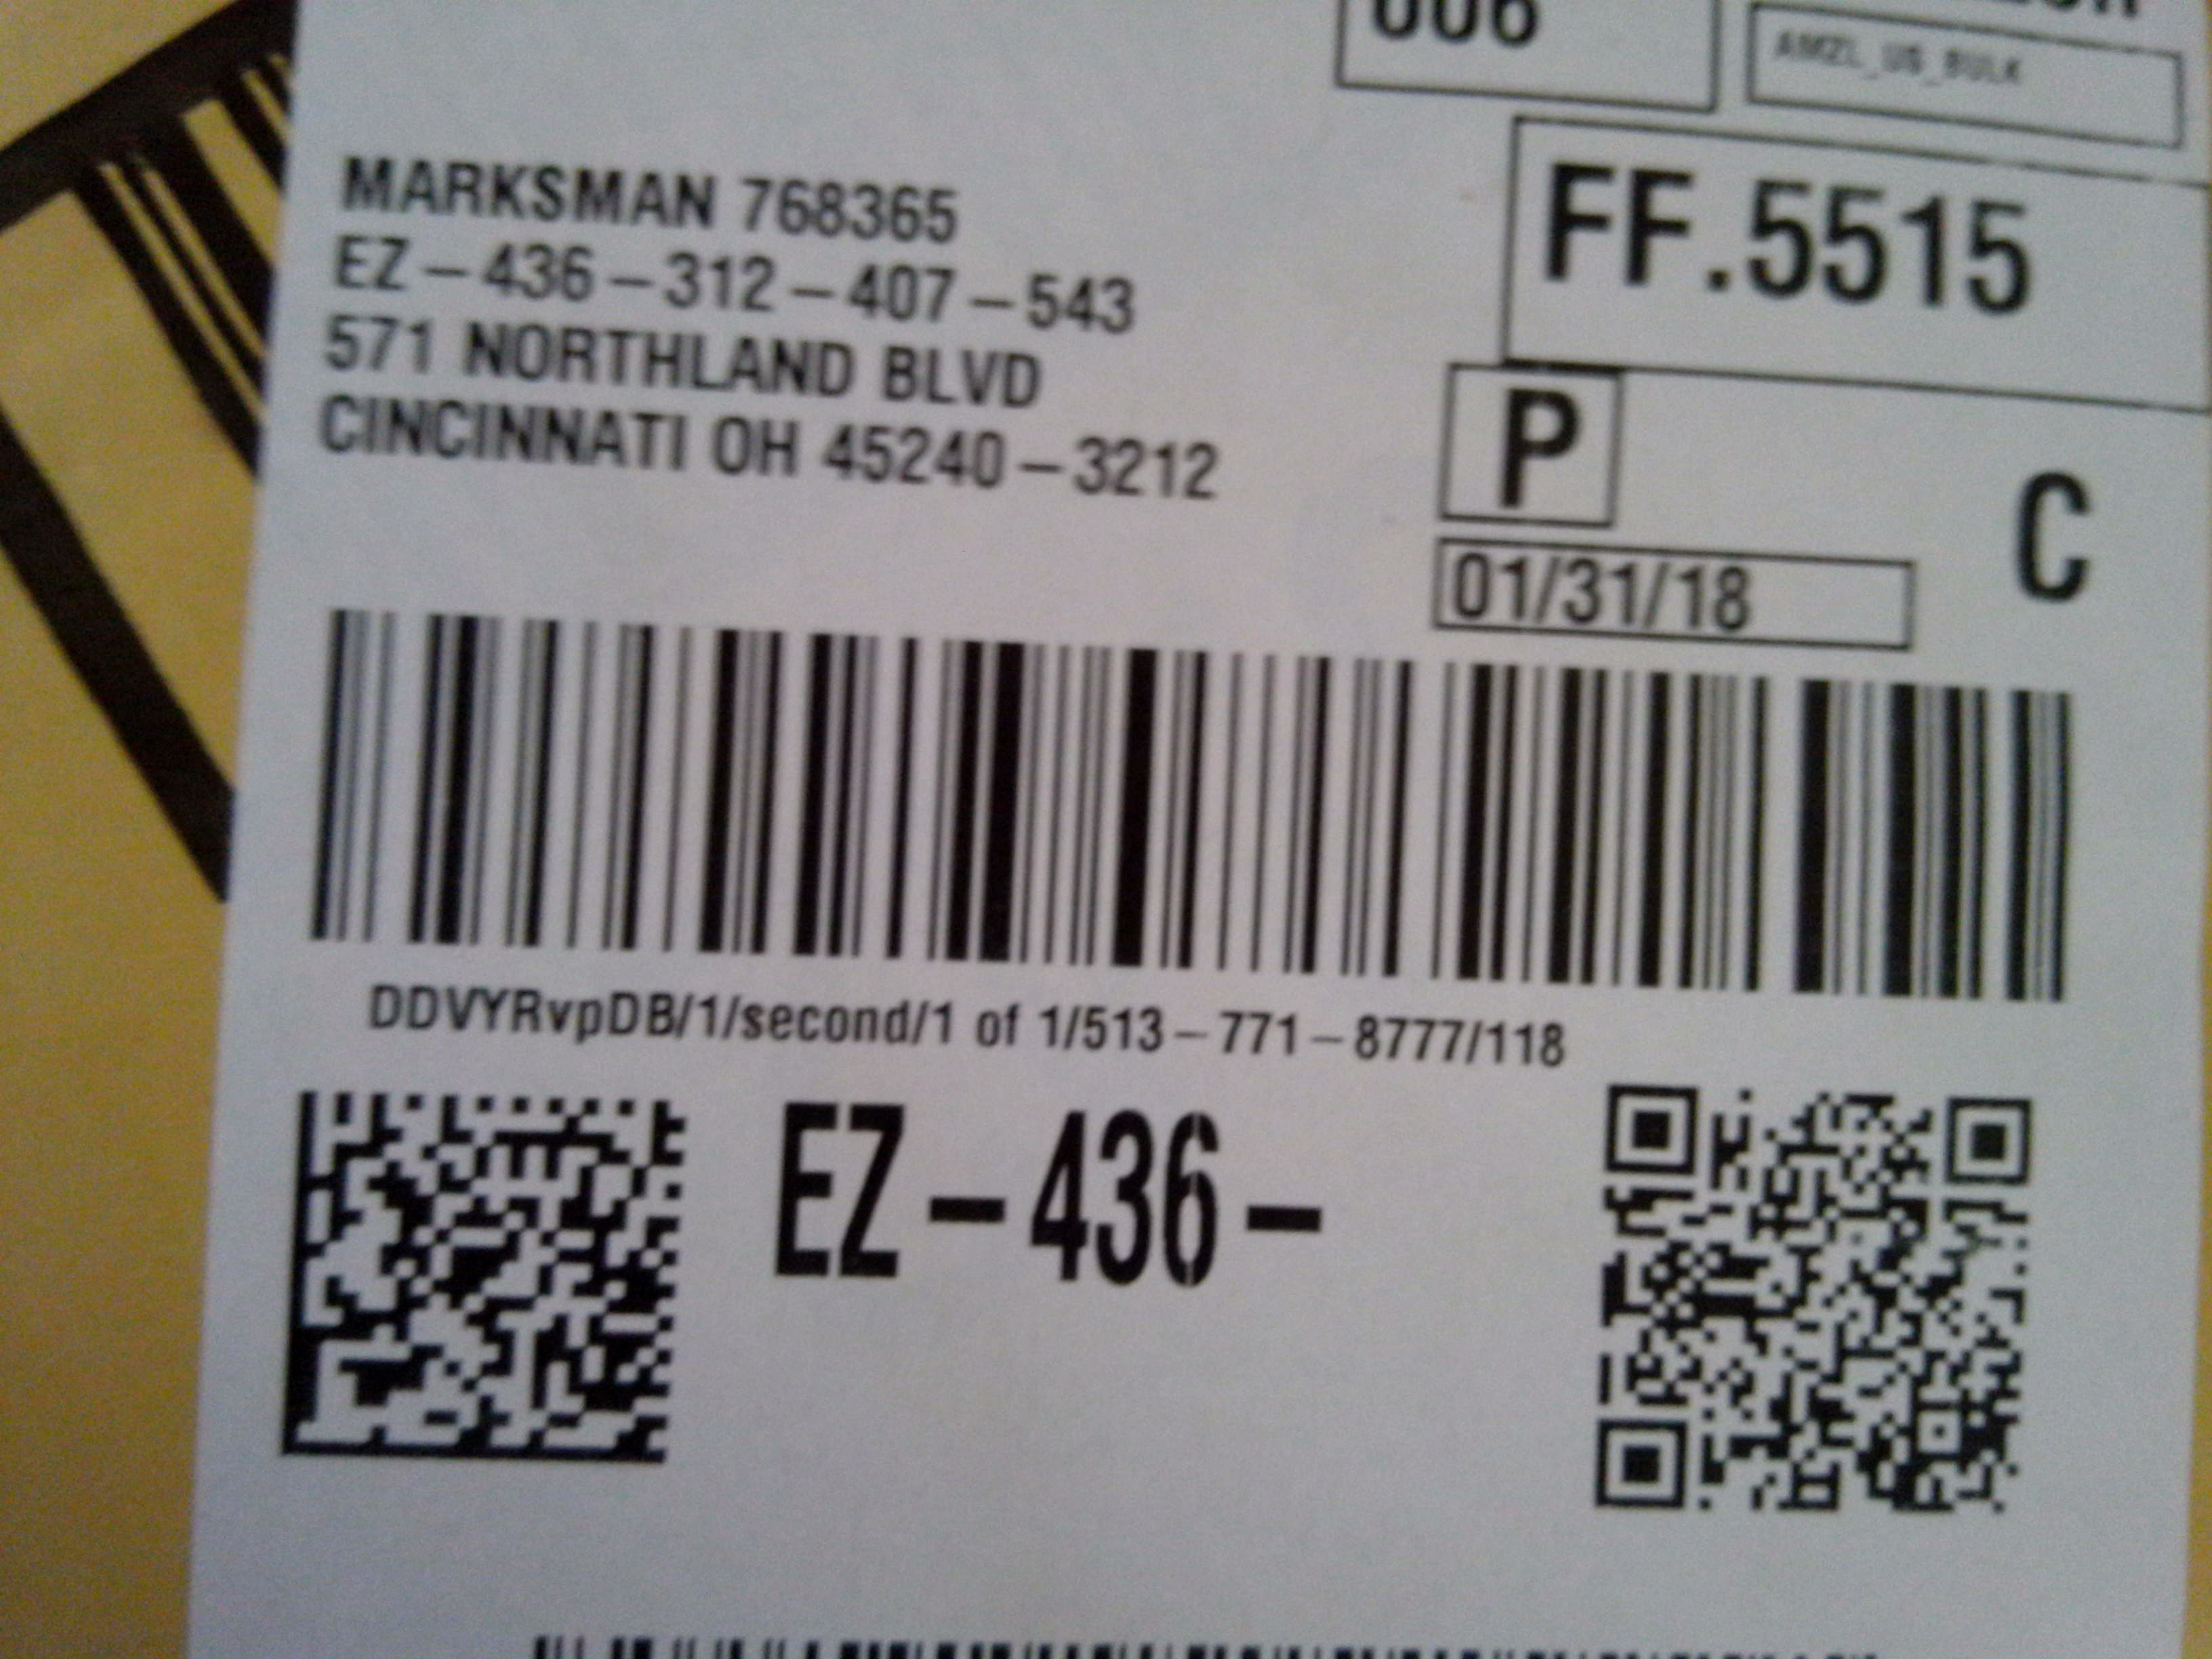 006
AMZL_US_BULK
MARKSMAN 768365
EZ-436-312-407-543
571 NORTHLAND BLVD
CINCINNATI OH 45240-3212
FF.5515
P
C
01/31/18
DDVYRvpDB/1/second/1 of 1/513-771-8777/118
EZ-436-